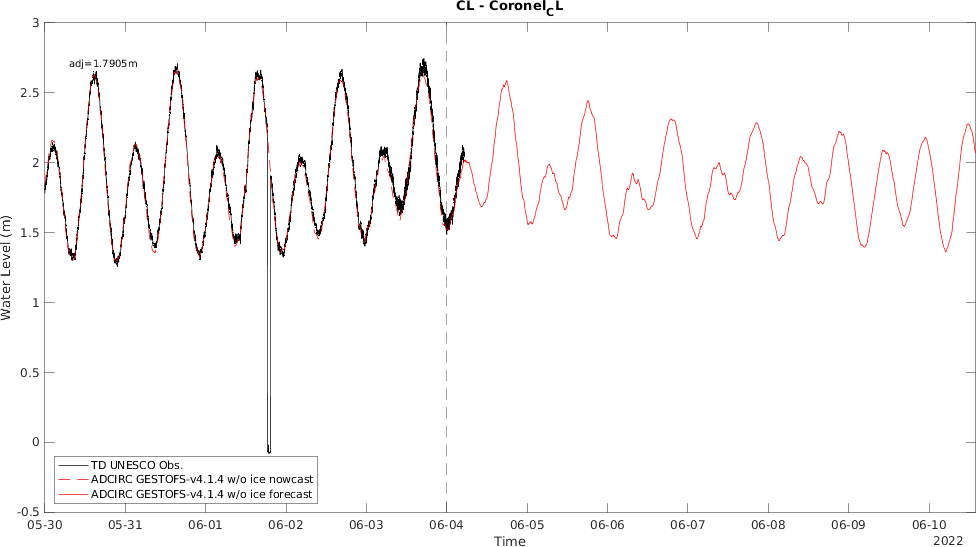 CL - Coronel_CL
adj=1.7905m
3
2.5
2
1.5
1
0.5
0
-0.5
Water Level (m)
TD UNESCO Obs.
ADCIRC GESTOFS-v4.1.4 w/o ice nowcast
ADCIRC GESTOFS-v4.1.4 w/o ice forecast
05-30 05-31 06-01 06-02 06-03 06-04 06-05 06-06 06-07 06-08 06-09 06-10
Time
2022